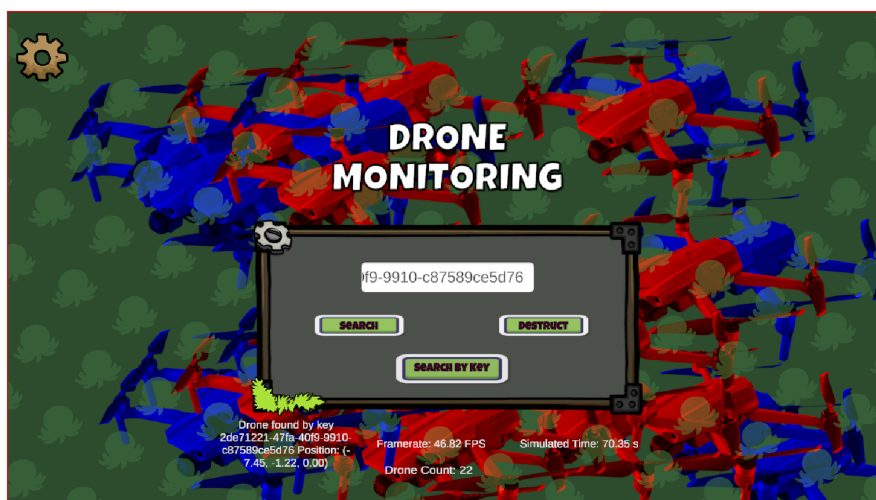 DRONE
MONITORING
0f9-9910-c87589ce5d76
SEARCH
DESTRUCT
SEARCH BY KEY
Drone found by key
2de71221-47fa-40f9-9910-
c87589ce5d76 Position: (-
7.45, -1.22, 0.00)
Framerate: 46.82 FPS
Simulated Time: 70.35 s
Drone Count: 22